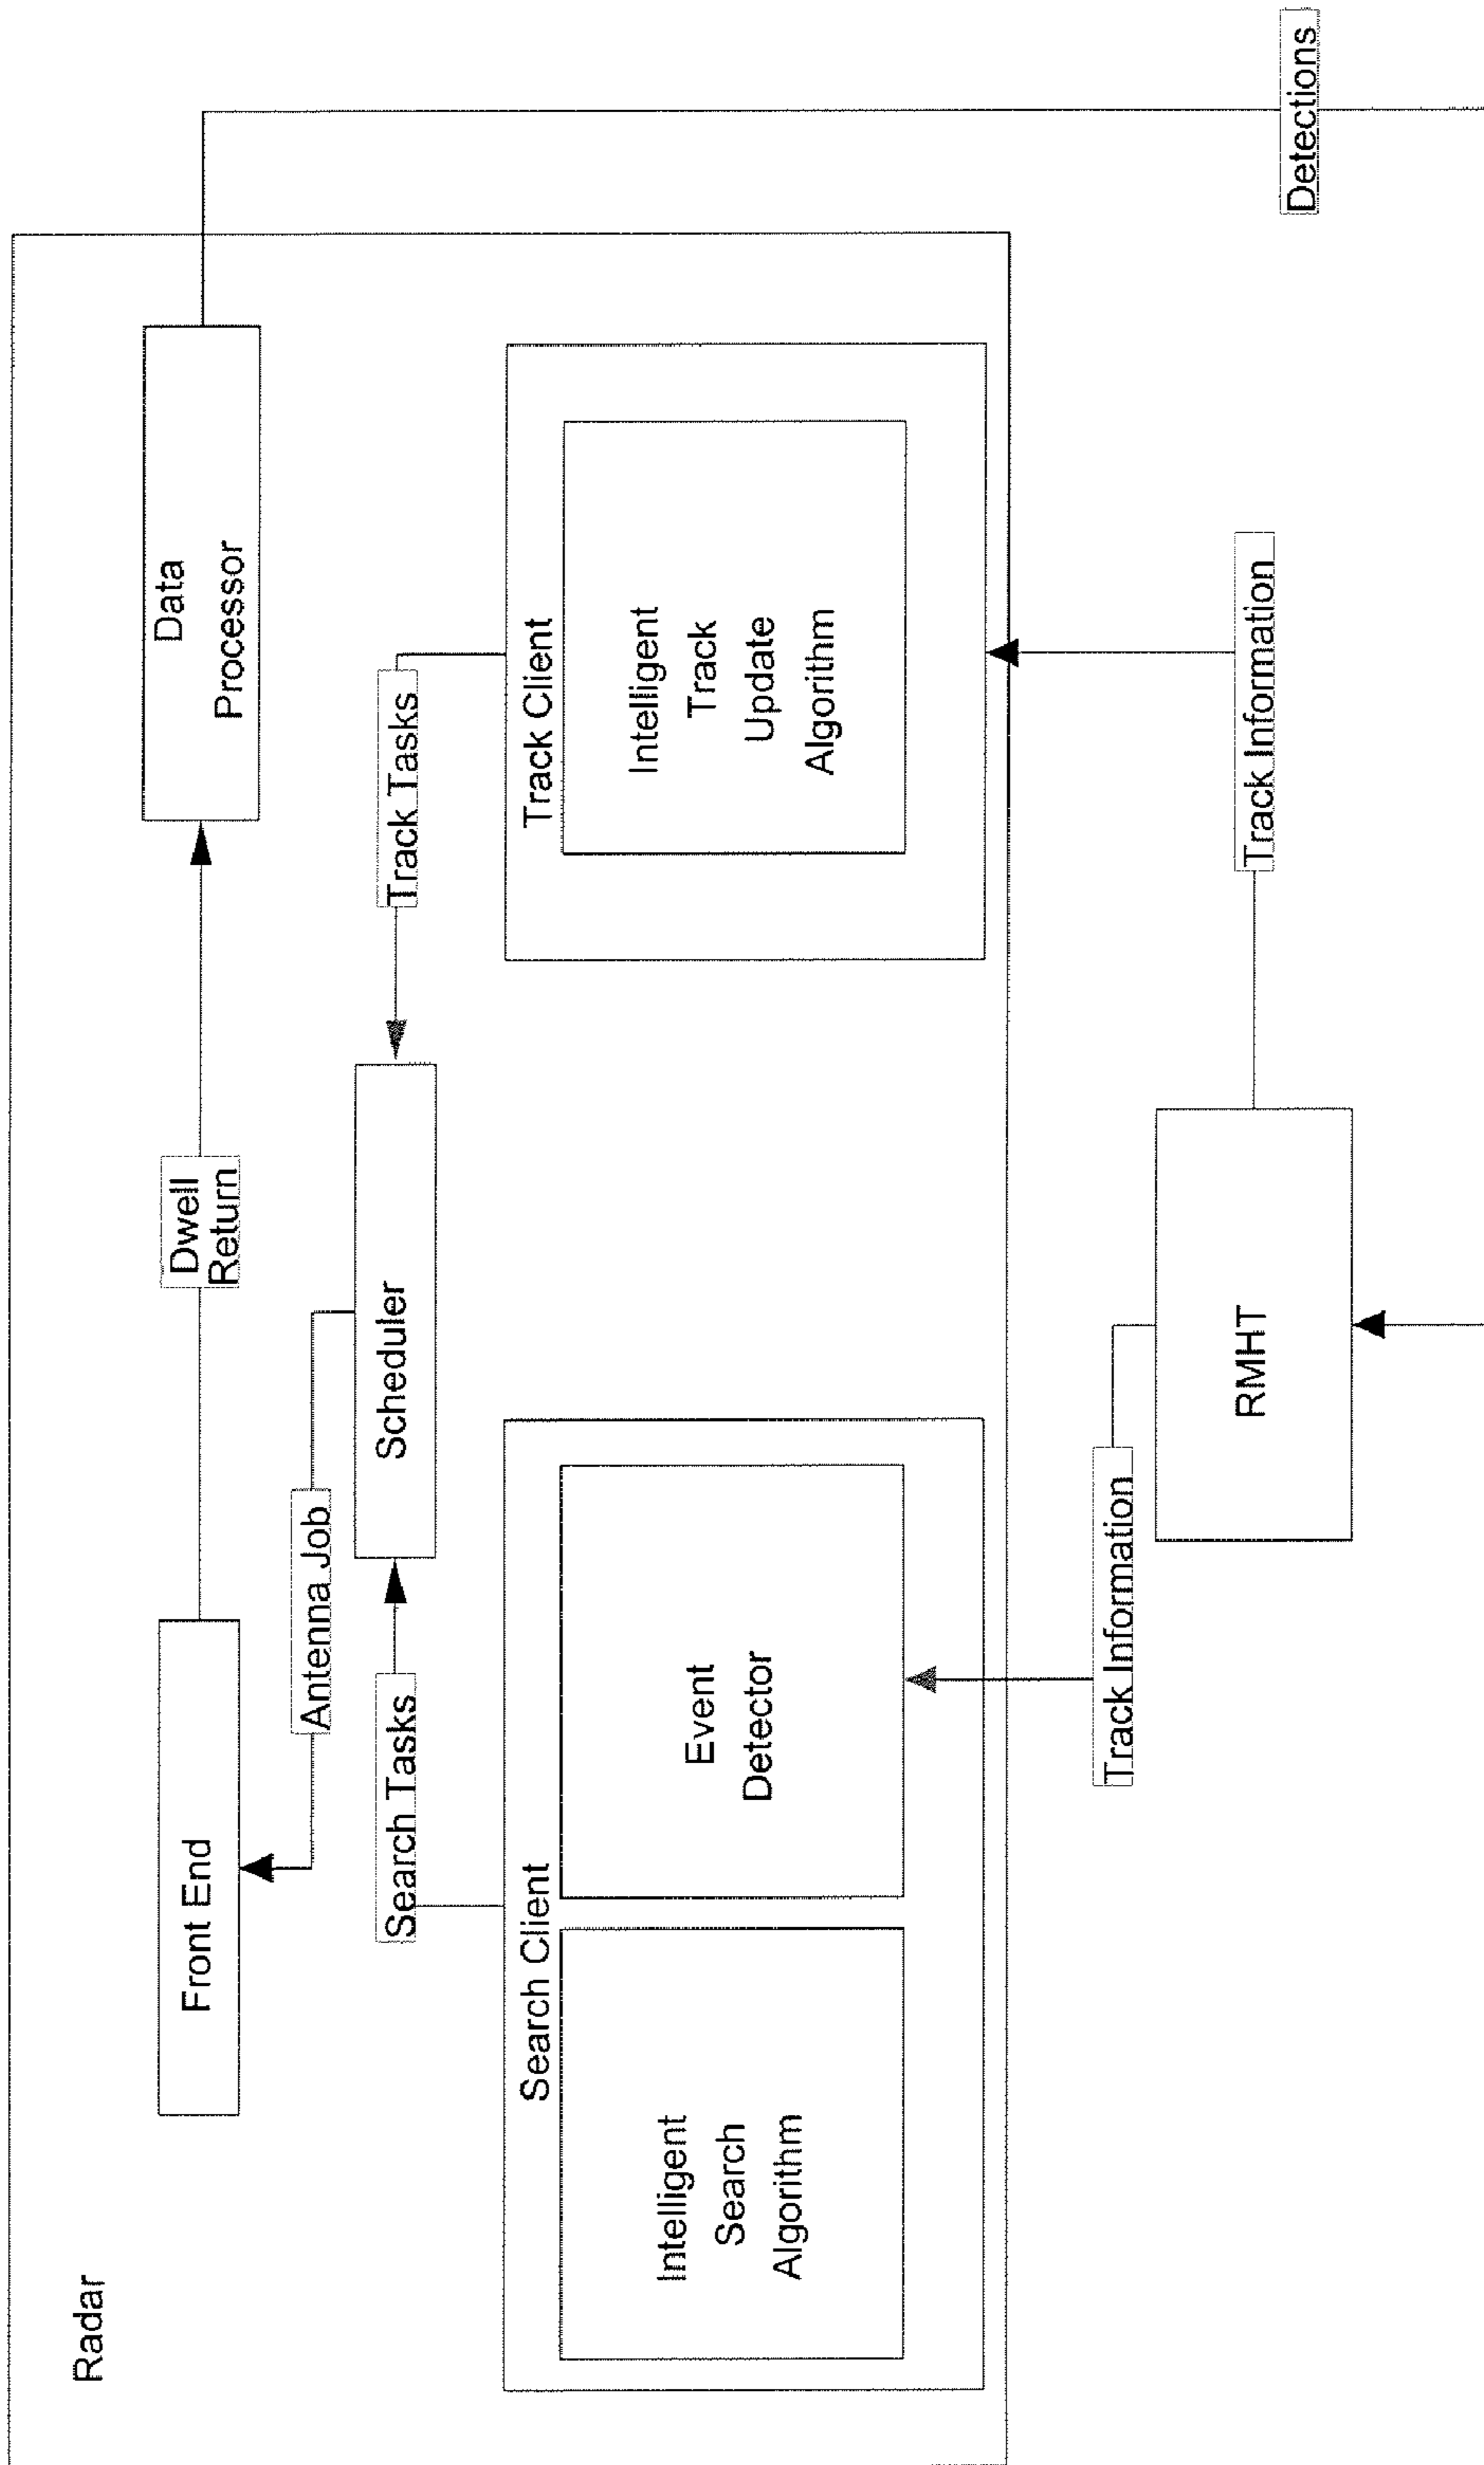 Radar
Front End
Dwell
Return
Data
Processor
Antenna Job
Scheduler
Search Tasks
Track Tasks
Search Client
Intelligent
Search
Algorithm
Event
Detector
Track Client
Intelligent
Track
Update
Algorithm
Track Information
RMHT
Track Information
Detections